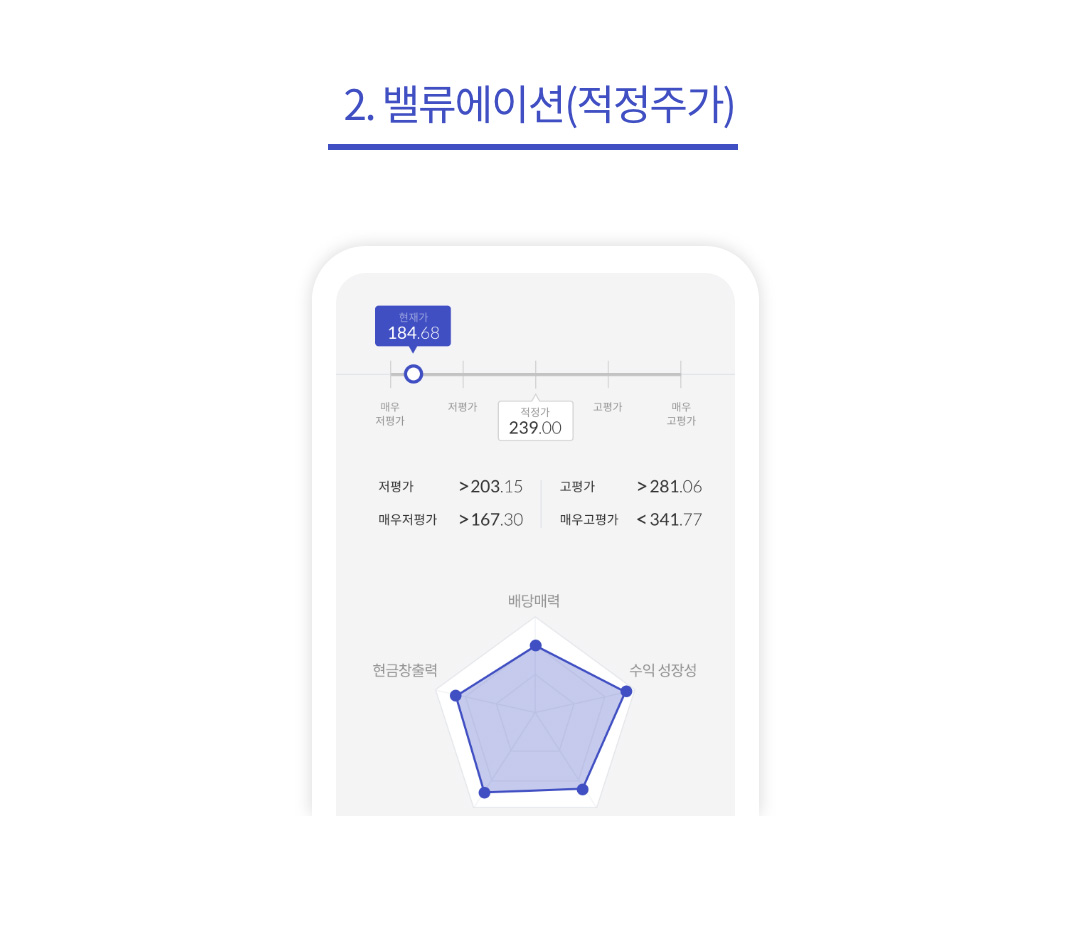 2. 밸류에이션(적정주가)
현재가
184.68
매우
저평가
저평가
적정가
239.00
고평가
매우
고평가
저평가 >203.15 고평가 >281.06
매우저평가 >167.30 매우고평가 <341.77
배당매력
현금창출력 수익 성장성